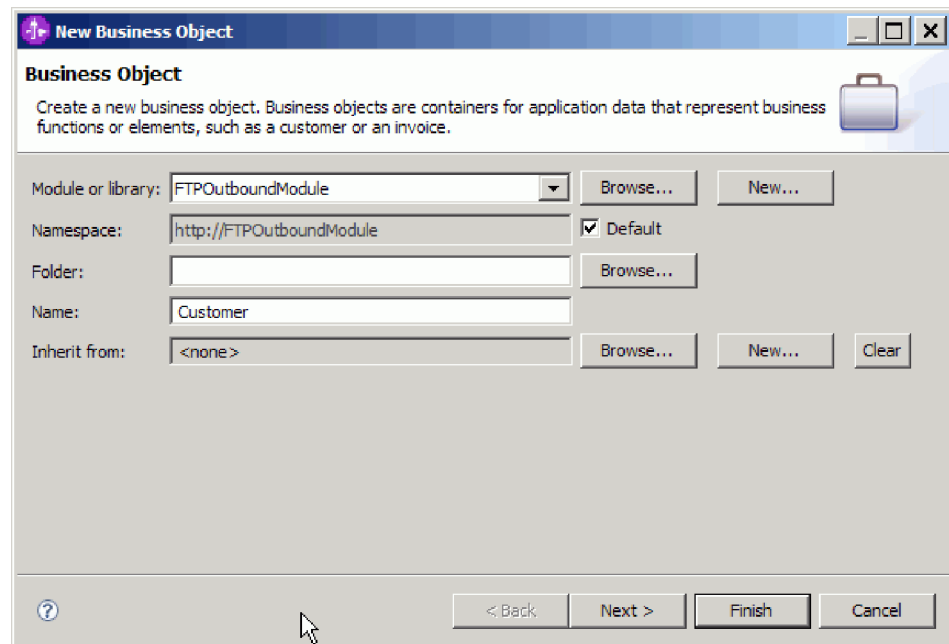 New Business Object
Business Object
Create a new business object. Business objects are containers for application data that represent business
functions or elements, such as a customer or an invoice.
Module or library: FTPOutboundModule Browse... New...
Namespace: http://FTPOutboundModule Default
Folder: Browse...
Name: Customer
Inherit from: <none> Browse... New... Clear
? < Back Next > Finish Cancel